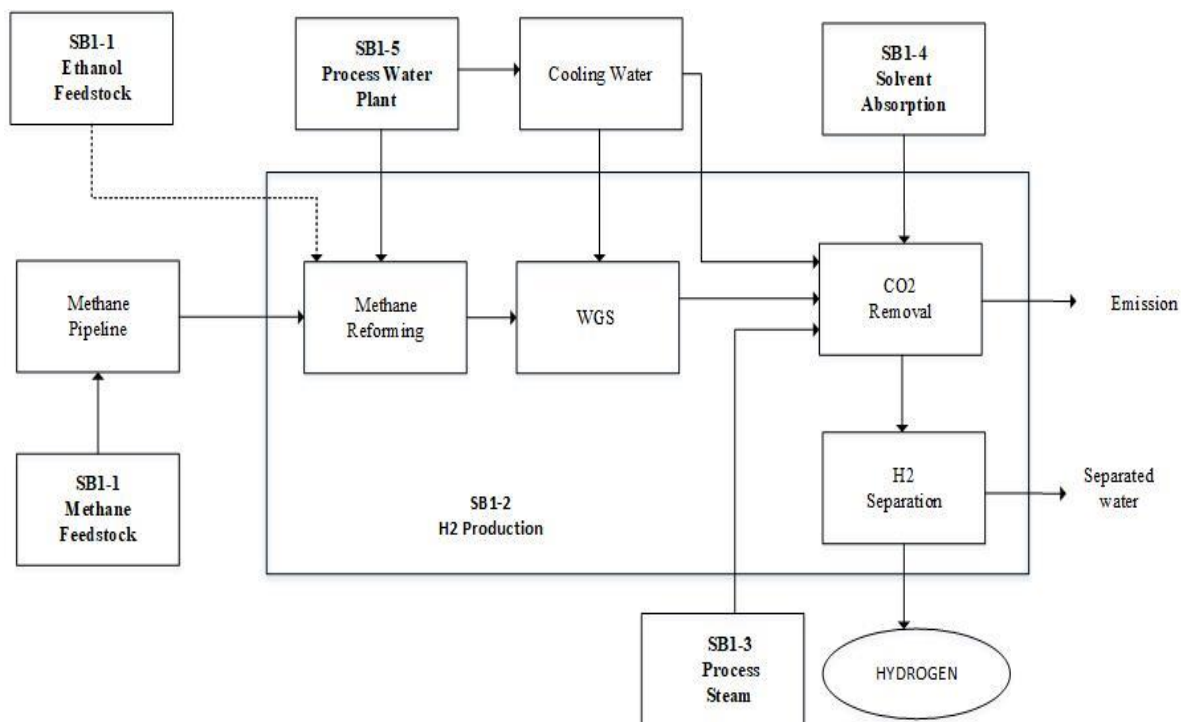 SB1-1
Ethanol
Feedstock
SB1-5
Process Water
Plant
Cooling Water
SB1-4
Solvent
Absorption
Methane
Pipeline
Methane
Reforming
WGS
CO2
Removal
Emission
SB1-1
Methane
Feedstock
SB1-2
H2 Production
H2
Separation
Separated
water
SB1-3
Process
Steam
HYDROGEN